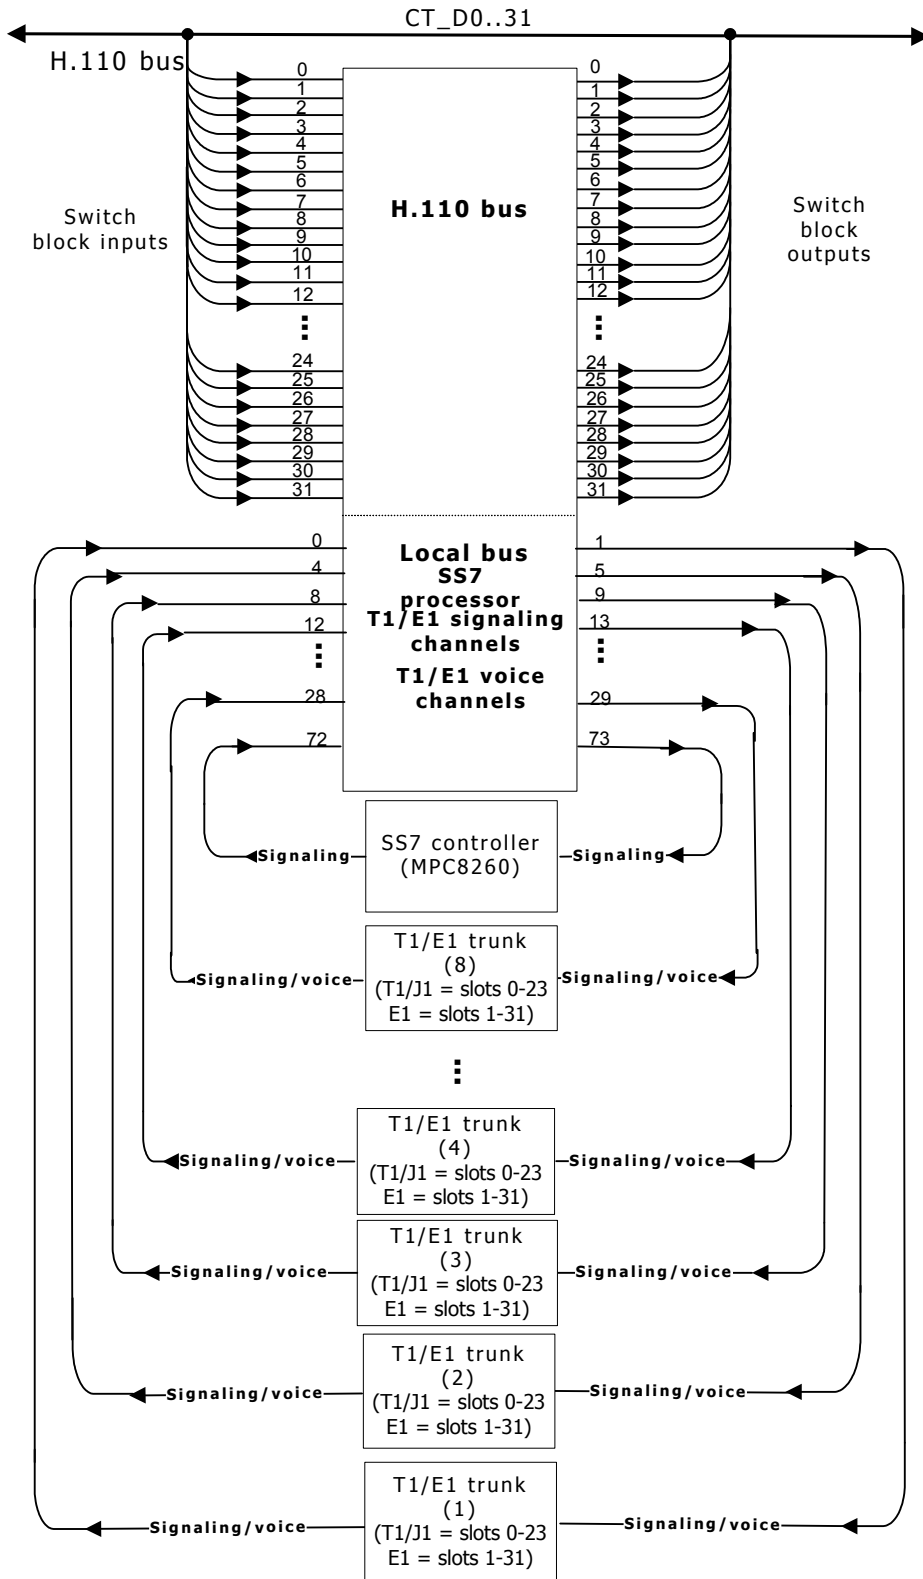 CT_D0..31
H.110 bus
0 0
1 1
2 2
3 3
4 4
5 5
6 6
7 7
8 8
9 9
10 10
11 11
12 12
H.110 bus
Switch
block inputs
Switch
block
outputs
24 24
25 25
26 26
27 27
28 28
29 29
30 30
31 31
0 1
4 5
8 9
12 13
28 29
72 73
Local bus
SS7
processor
T1/E1 signaling
channels
T1/E1 voice
channels
SS7 controller
(MPC8260)
Signaling Signaling
T1/E1 trunk
(8)
(T1/J1 = slots 0-23
E1 = slots 1-31)
Signaling/voice Signaling/voice
T1/E1 trunk
(4)
(T1/J1 = slots 0-23
E1 = slots 1-31)
Signaling/voice Signaling/voice
T1/E1 trunk
(3)
(T1/J1 = slots 0-23
E1 = slots 1-31)
Signaling/voice Signaling/voice
T1/E1 trunk
(2)
(T1/J1 = slots 0-23
E1 = slots 1-31)
Signaling/voice Signaling/voice
T1/E1 trunk
(1)
(T1/J1 = slots 0-23
E1 = slots 1-31)
Signaling/voice Signaling/voice